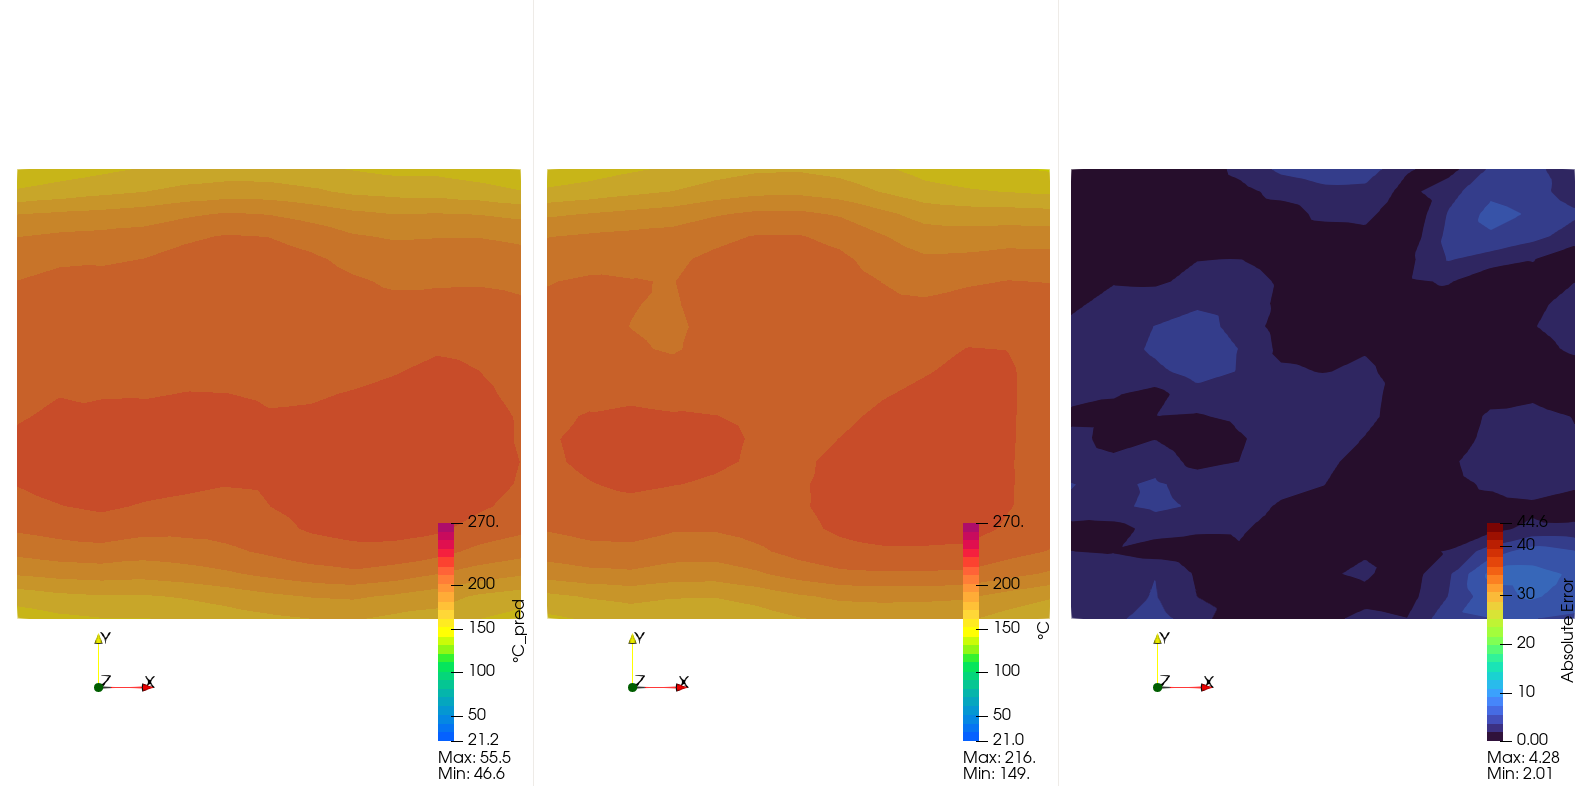 270.
200
150
100
50
21.2
°C_pred
Max: 55.5
Min: 46.6
Y
Z
X
270.
200
150
100
50
21.0
°C
Max: 216.
Min: 149.
Y
Z
X
44.6
40
30
20
10
0.00
Absolute Error
Max: 4.28
Min: 2.01
Y
Z
X